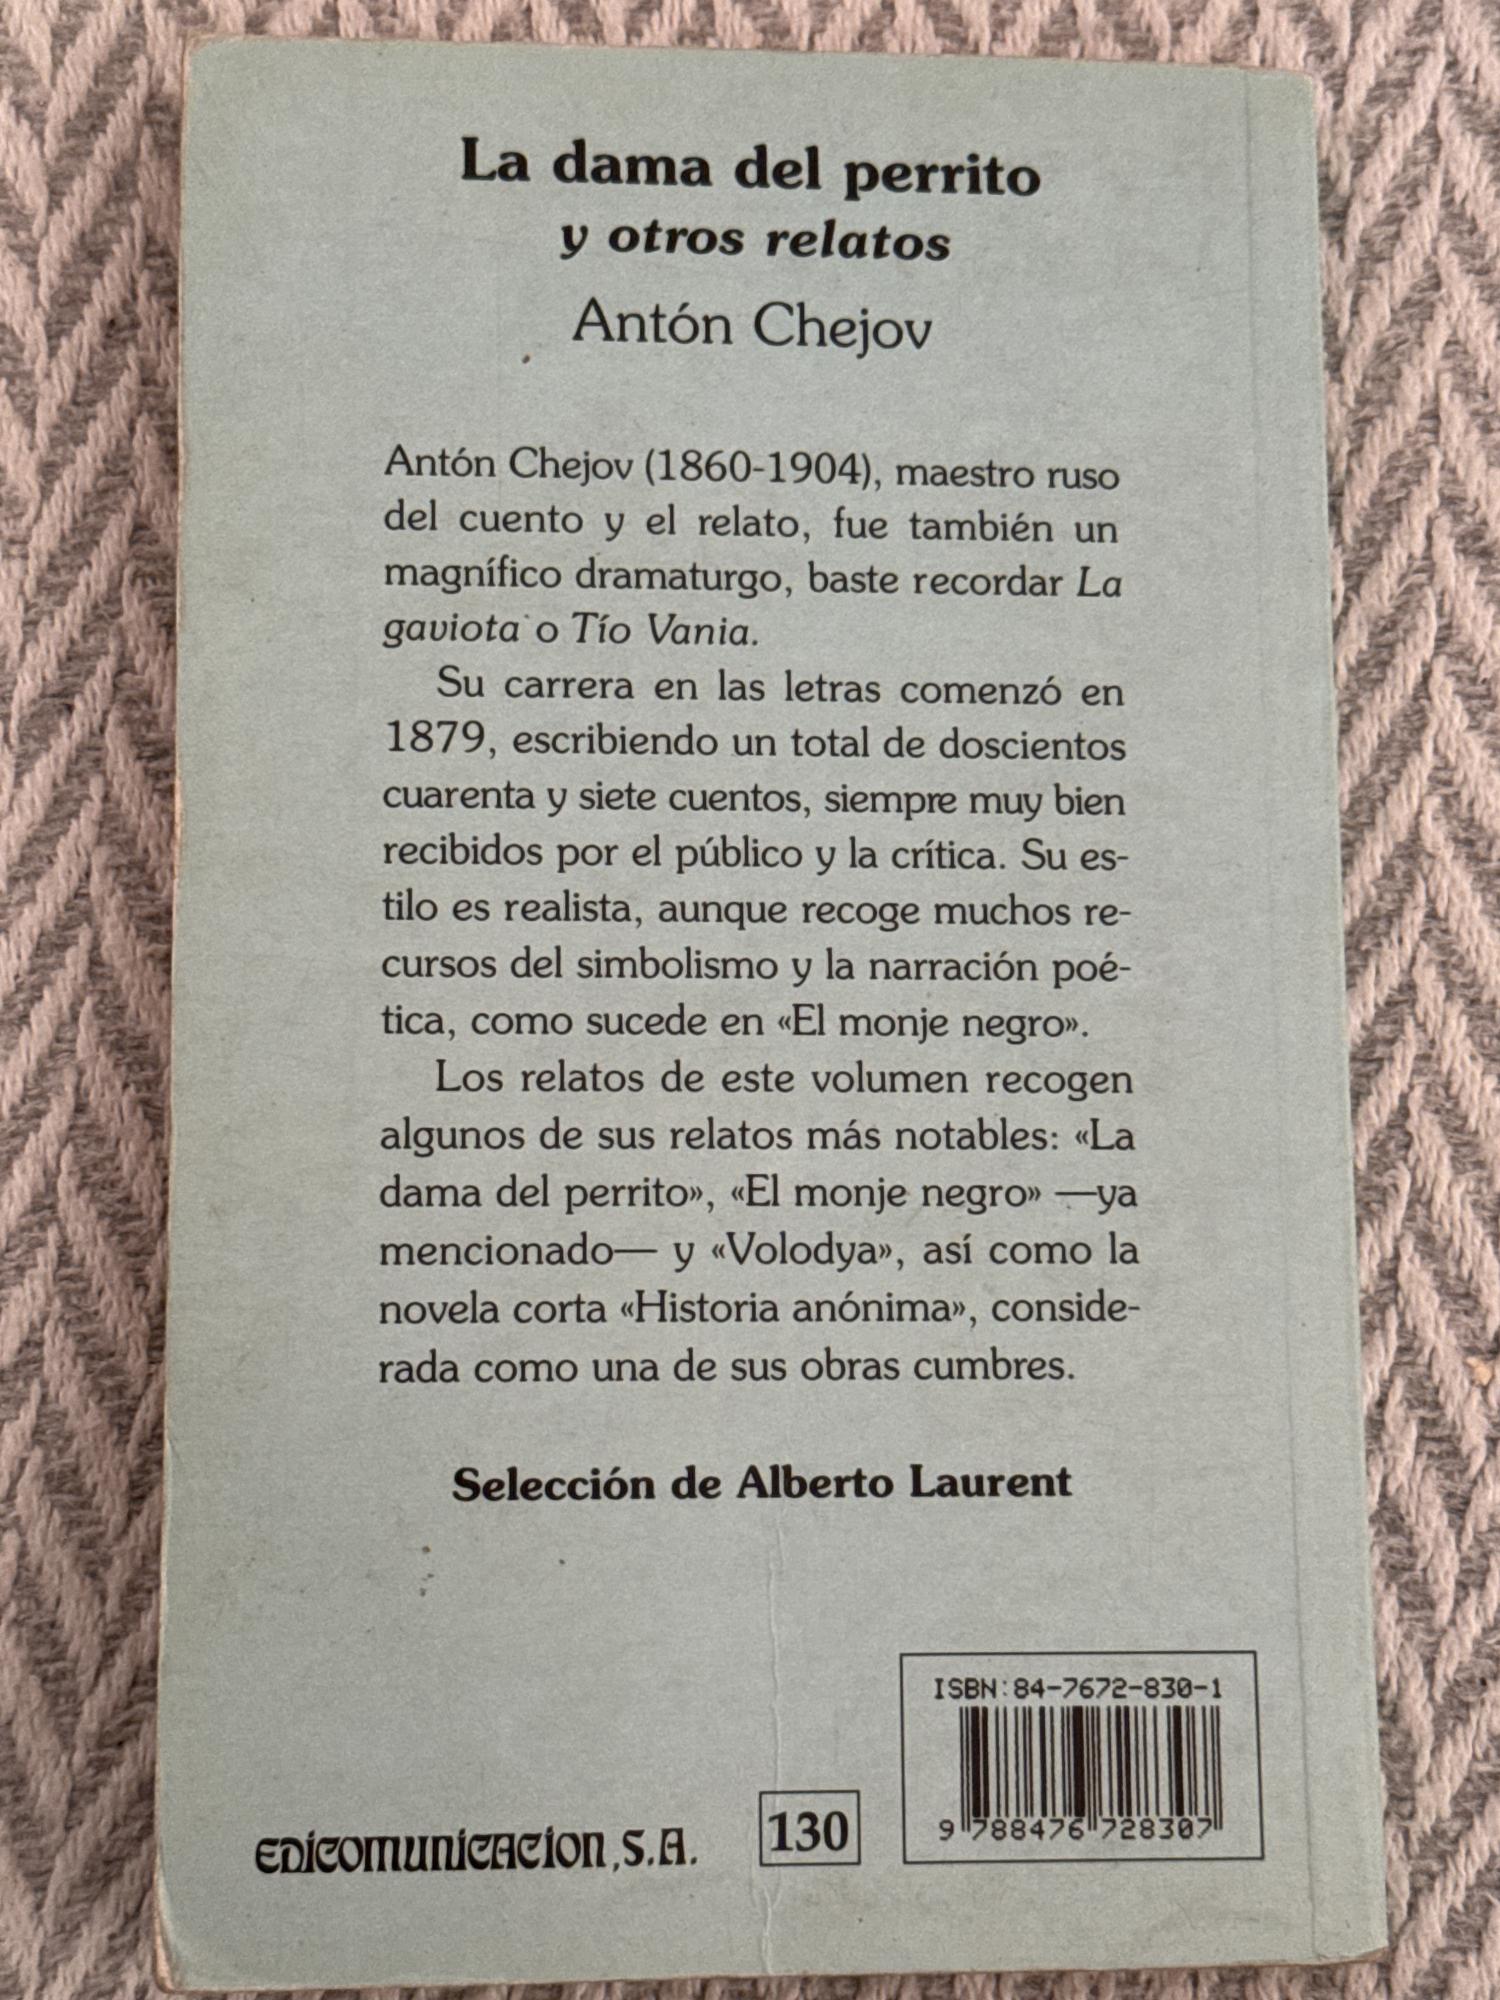 La dama del perrito
y otros relatos
Antón Chejov
Antón Chejov (1860-1904), maestro ruso
del cuento y el relato, fue también un
magnífico dramaturgo, baste recordar La
gaviota o Tío Vania.
Su carrera en las letras comenzó en
1879, escribiendo un total de doscientos
cuarenta y siete cuentos, siempre muy bien
recibidos por el público y la crítica. Su es-
tilo es realista, aunque recoge muchos re-
cursos del simbolismo y la narración poé-
tica, como sucede en «El monje negro».
Los relatos de este volumen recogen
algunos de sus relatos más notables: «La
dama del perrito», «El monje negro» —ya
mencionado— y «Volodya», así como la
novela corta «Historia anónima», conside-
rada como una de sus obras cumbres.
Selección de Alberto Laurent
ISBN:84-7672-830-1
9 788476 728307
EDICOMUNICACION, S.A.
130